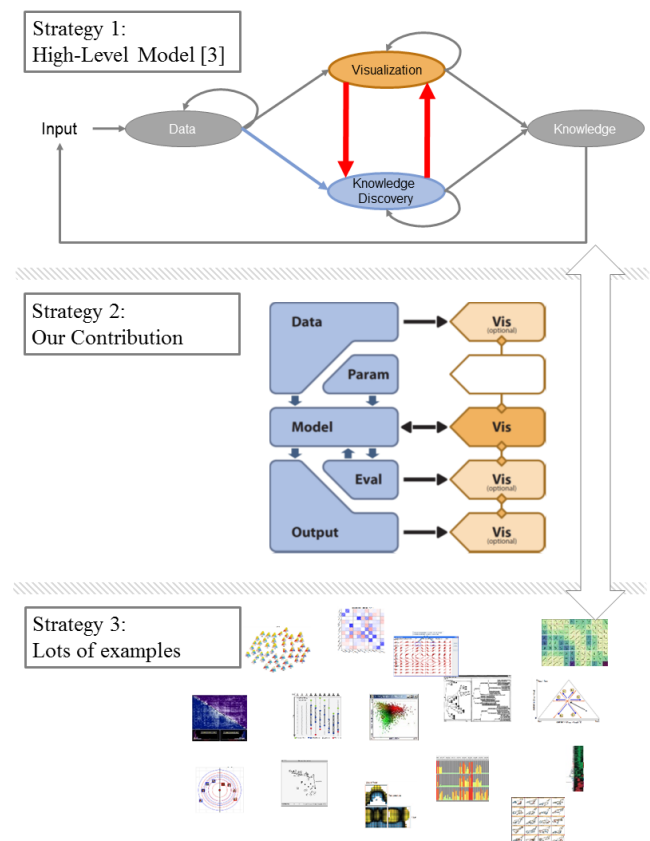 Strategy 1:
High-Level Model [3]
Visualization
Input
Data
Knowledge
Knowledge
Discovery
Strategy 2:
Our Contribution
Data
Vis
(optional)
Param
Model
Vis
Eval
Vis
(optional)
Output
Vis
(optional)
Strategy 3:
Lots of examples